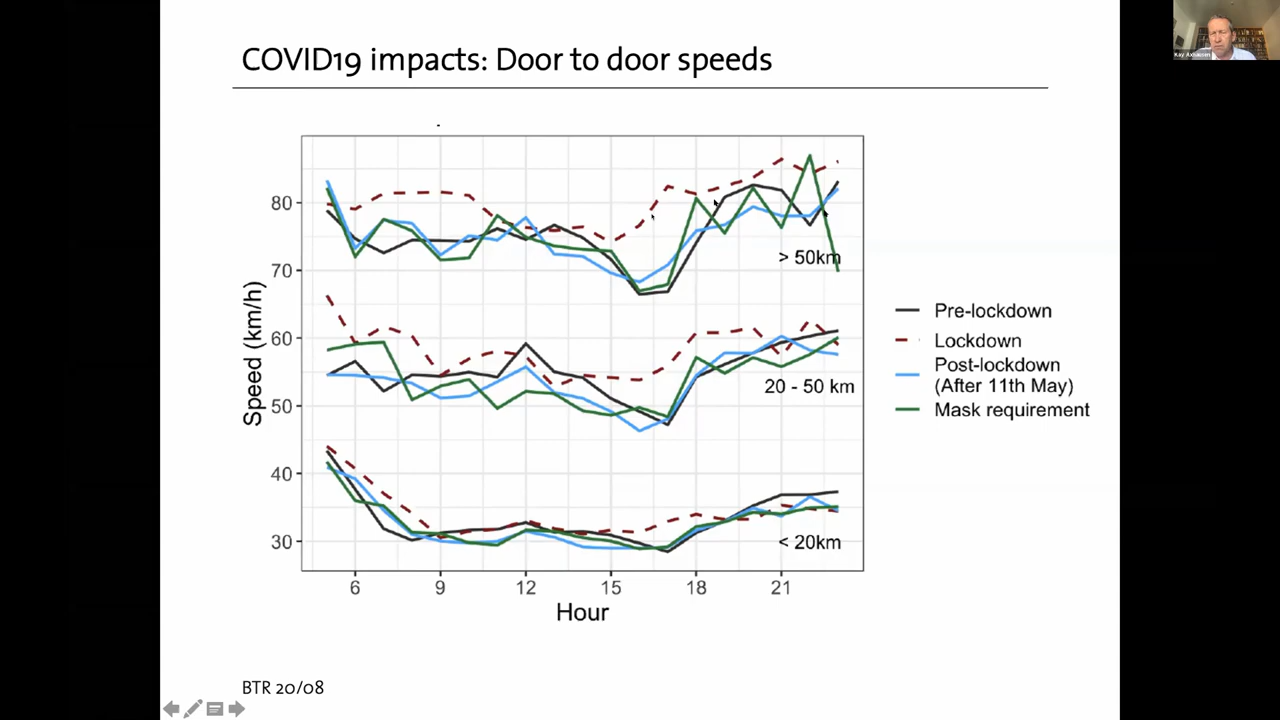 COVID19 impacts: Door to door speeds
Kay Axhausen
80
70
60
50
40
30
Speed (km/h)
> 50km
20 - 50 km
< 20km
6 9 12 15 18 21
Hour
Pre-lockdown
Lockdown
Post-lockdown
(After 11th May)
Mask requirement
BTR 20/08